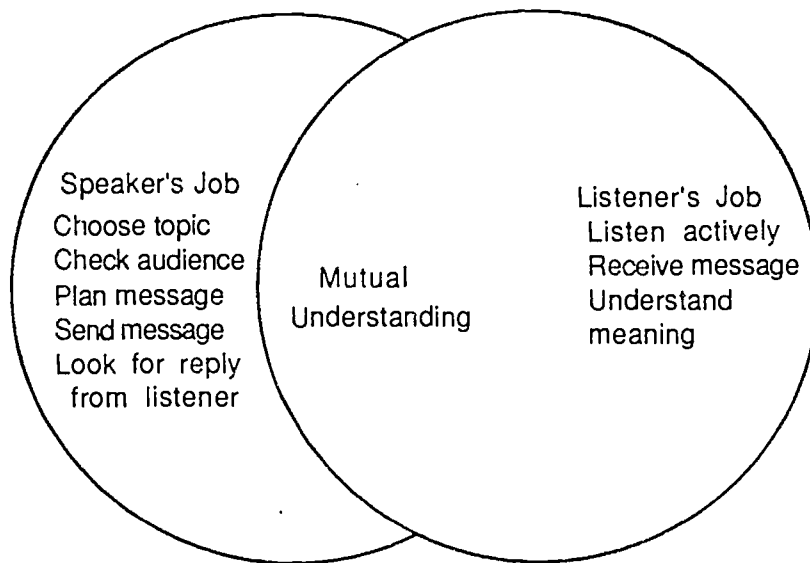 Speaker's Job
Choose topic
Check audience
Plan message
Send message
Look for reply
from listener
Mutual
Understanding
Listener's Job
Listen actively
Receive message
Understand
meaning